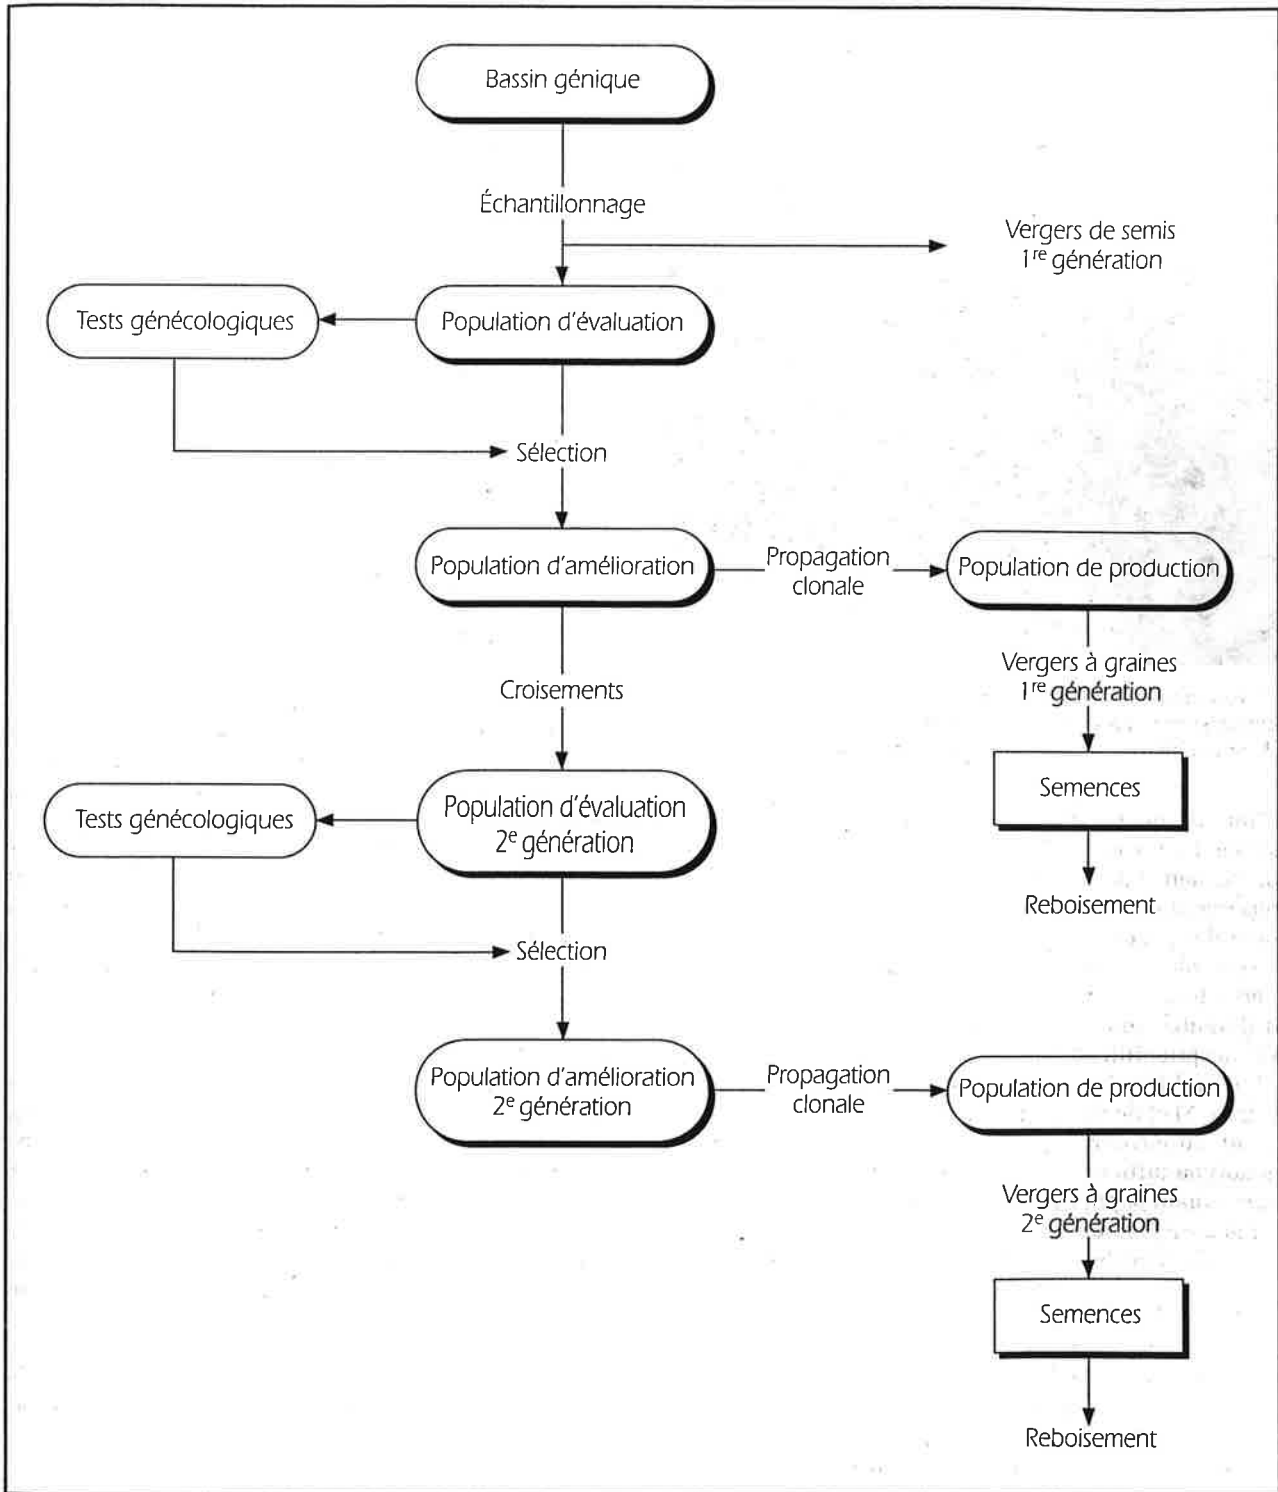 Bassin génique
Échantillonnage
Vergers de semis
1re génération
Tests génécologiques
Population d'évaluation
Sélection
Population d'amélioration
Propagation
clonale
Population de production
Vergers à graines
1re génération
Croisements
Semences
Tests génécologiques
Population d'évaluation
2e génération
Reboisement
Sélection
Population d'amélioration
2e génération
Propagation
clonale
Population de production
Vergers à graines
2e génération
Semences
Reboisement